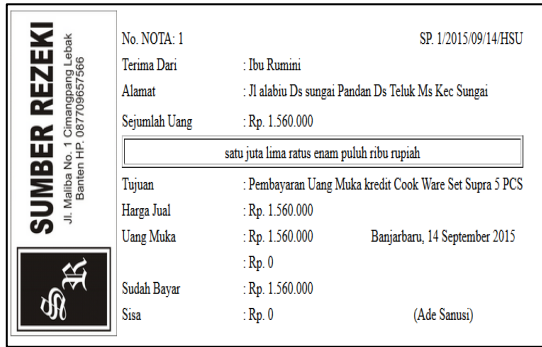 SUMBER REZEKI
Jl. Maliba No. 1 Cimangpang Lebak
Banten HP. 087709657566
SR
No. NOTA: 1 SP. 1/2015/09/14/HSU
Terima Dari : Ibu Rumini
Alamat : Jl alabiu Ds sungai Pandan Ds Teluk Ms Kec Sungai
Sejumlah Uang : Rp. 1.560.000
satu juta lima ratus enam puluh ribu rupiah
Tujuan : Pembayaran Uang Muka kredit Cook Ware Set Supra 5 PCS
Harga Jual : Rp. 1.560.000
Uang Muka : Rp. 1.560.000 Banjarbaru, 14 September 2015
: Rp. 0
Sudah Bayar : Rp. 1.560.000
Sisa : Rp. 0 (Ade Sanusi)